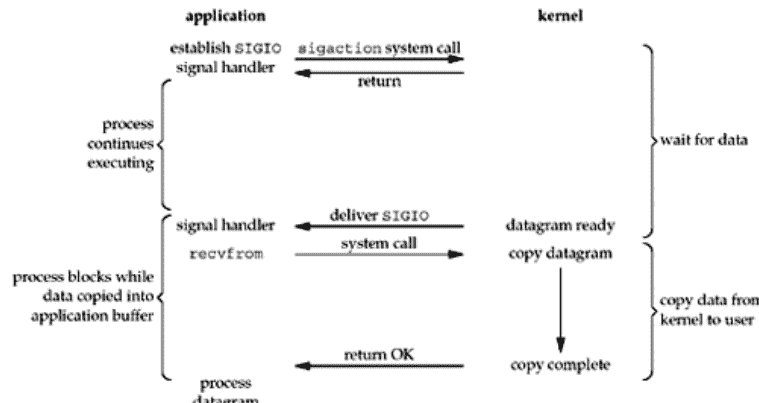 application kernel
establish SIGIO sigaction system call
signal handler
return
process
continues
executing
wait for data
deliver SIGIO
signal handler datagram ready
system call
recvfrom copy datagram
process blocks while
data copied into
application buffer
copy data from
kernel to user
return OK
copy complete
process
datagram